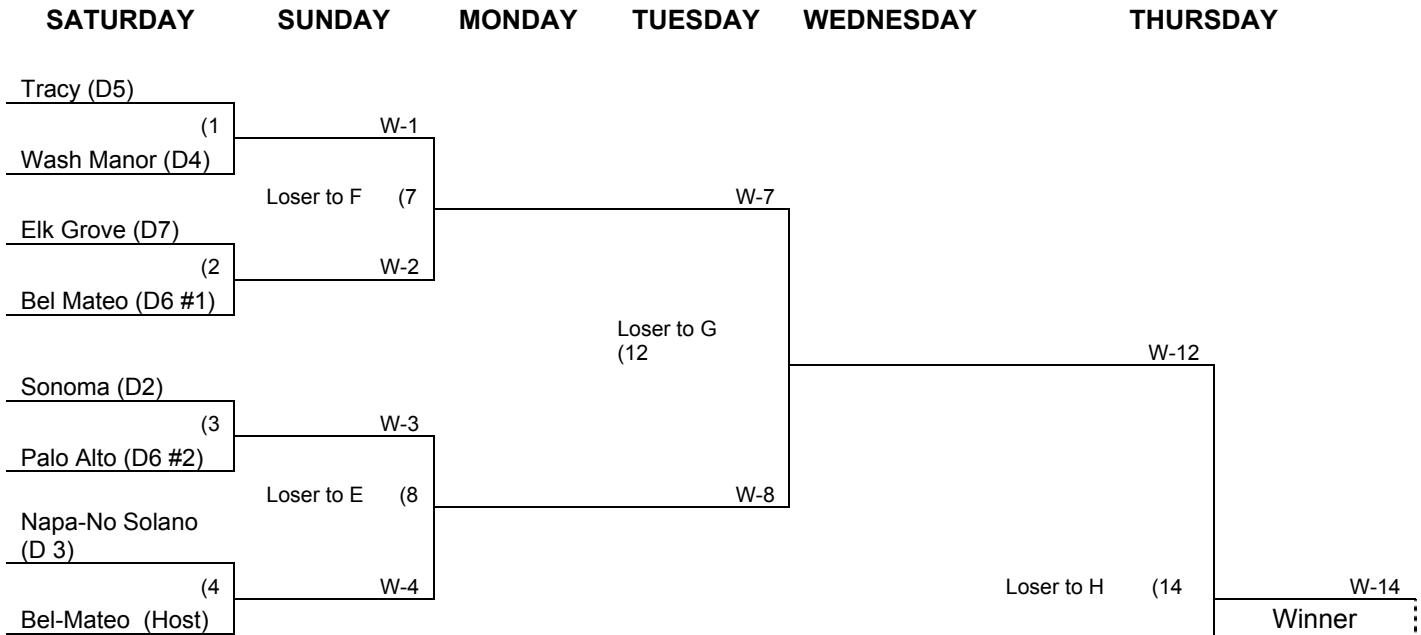 SATURDAY SUNDAY MONDAY TUESDAY WEDNESDAY THURSDAY
Tracy (D5)
(1 W-1
Wash Manor (D4)
Loser to F (7 W-7
Elk Grove (D7)
(2 W-2
Bel Mateo (D6 #1)
Loser to G
(12 W-12
Sonoma (D2)
(3 W-3
Palo Alto (D6 #2)
Loser to E (8 W-8
Napa-No Solano
(D 3)
(4 W-4 Loser to H (14 W-14
Bel-Mateo (Host) Winner